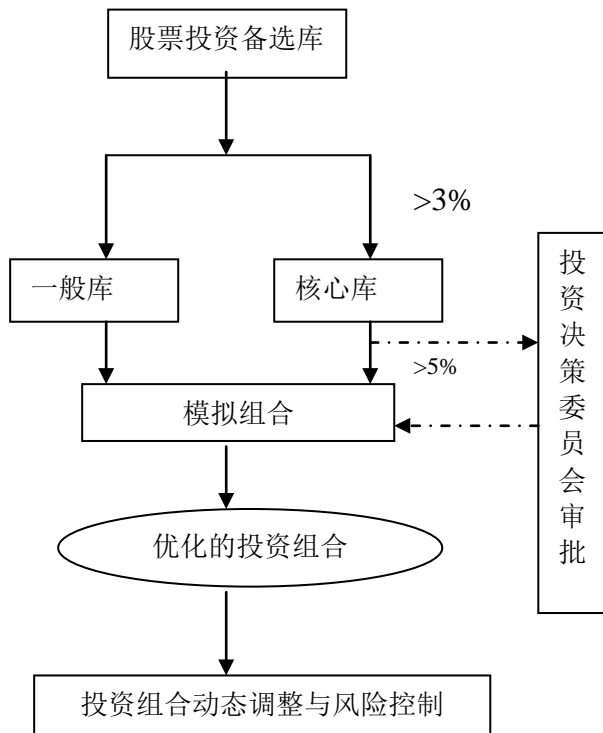 股票投资备选库
>3%
一般库
核心库
投资决策委员会审批
>5%
模拟组合
优化的投资组合
投资组合动态调整与风险控制